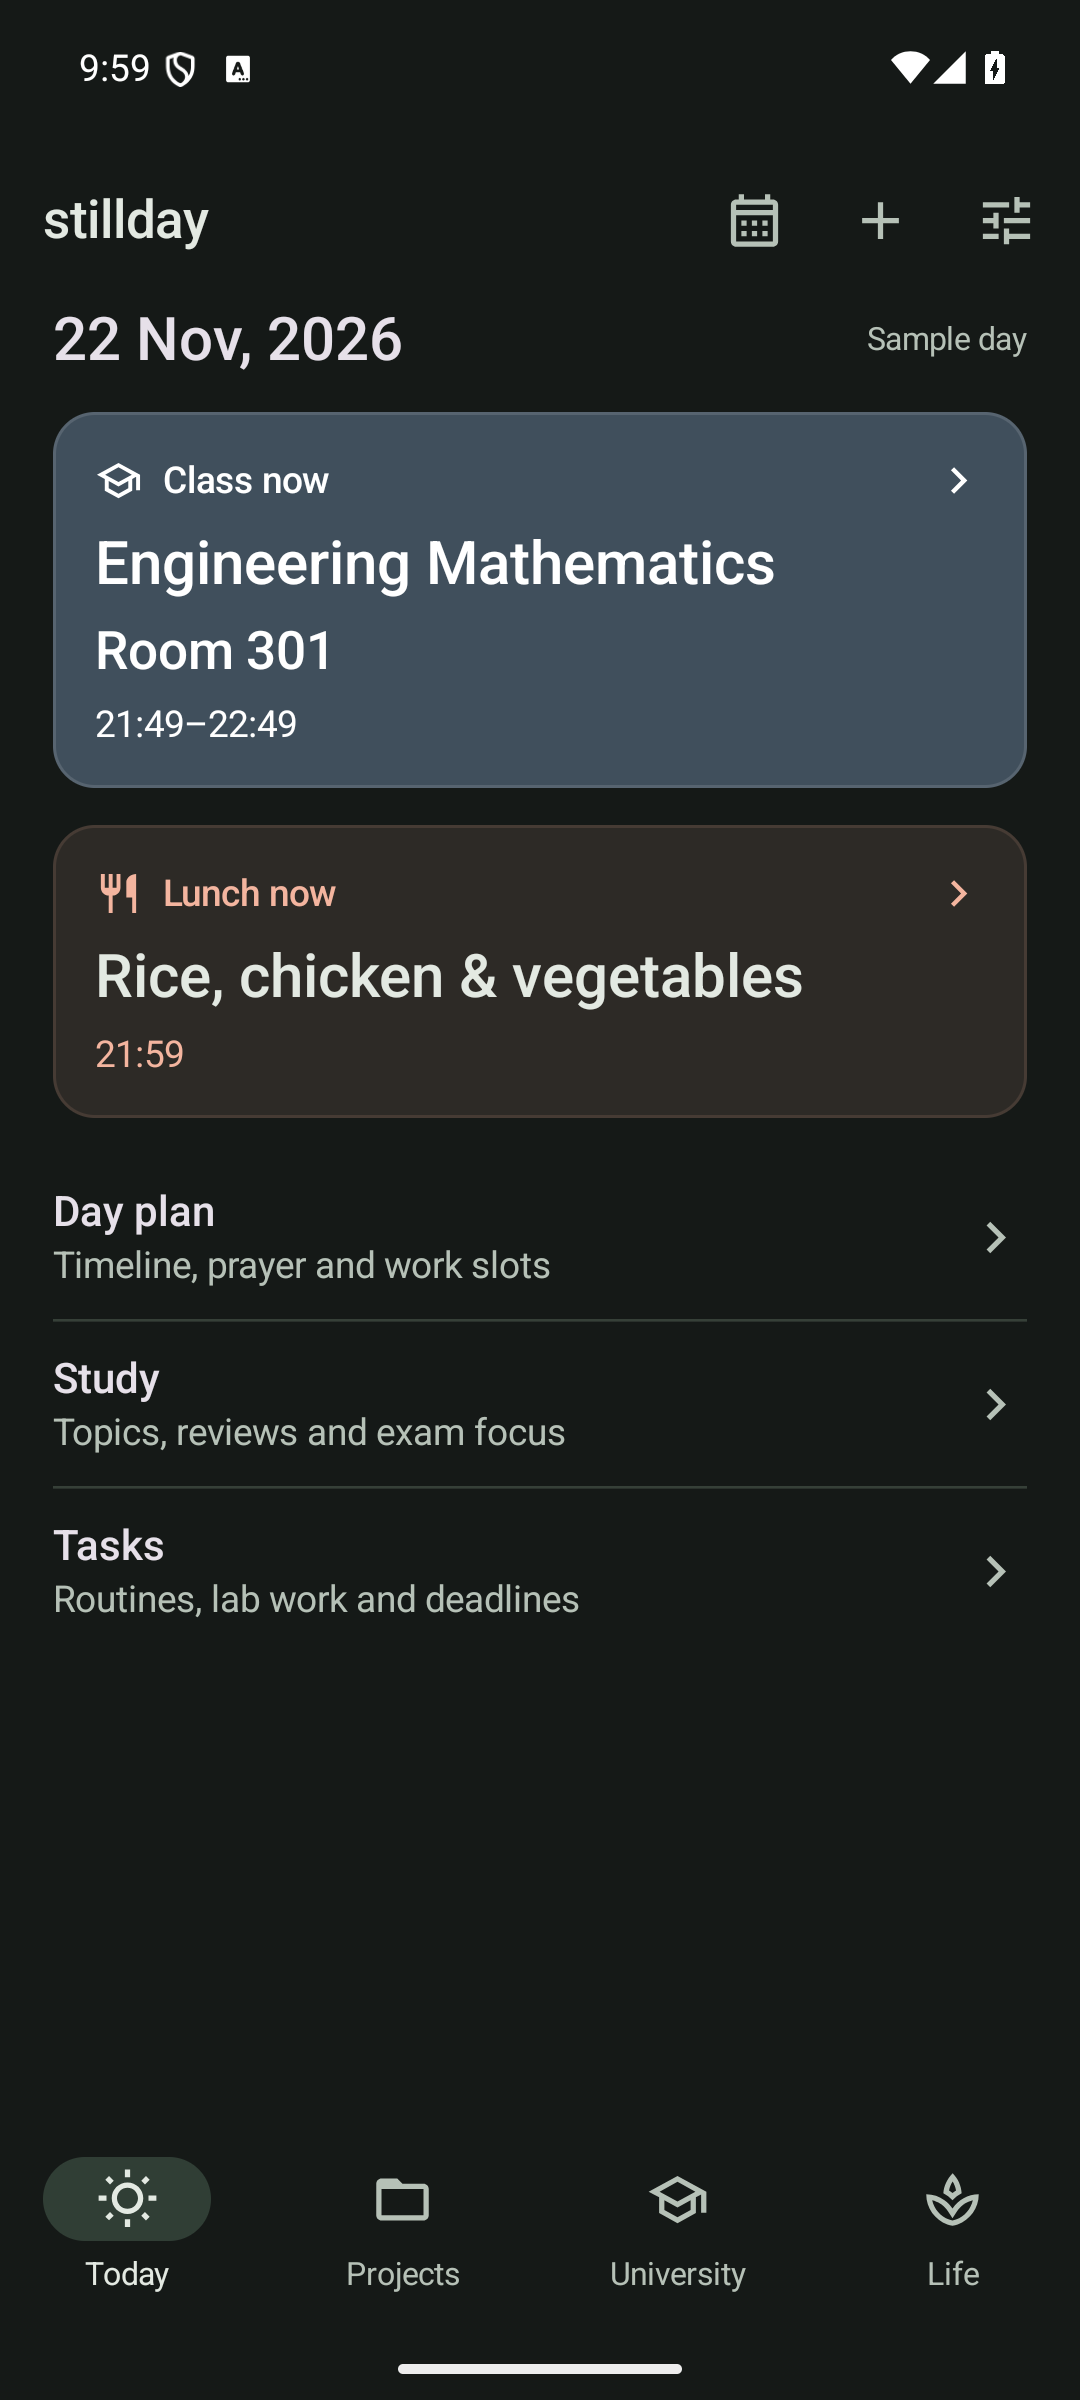 9:59
stillday
22 Nov, 2026
Sample day
Class now
Engineering Mathematics
Room 301
21:49–22:49
Lunch now
Rice, chicken & vegetables
21:59
Day plan
Timeline, prayer and work slots
Study
Topics, reviews and exam focus
Tasks
Routines, lab work and deadlines
Today
Projects
University
Life